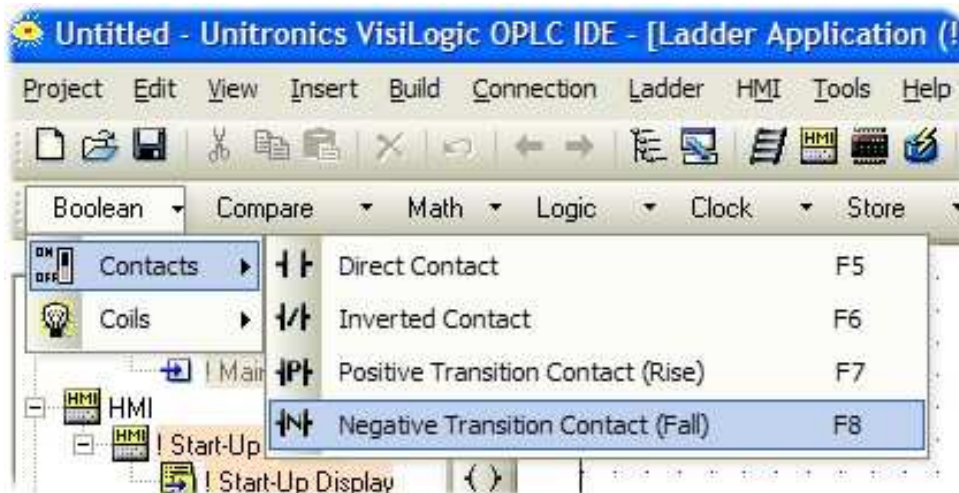 Untitled - Unitronics VisiLogic OPLC IDE - [Ladder Application (!
Project Edit View Insert Build Connection Ladder HMI Tools Help
HMI
Boolean Compare Math Logic Clock Store
ON OFF Contacts Direct Contact F5
Coils Inverted Contact F6
! Main P Positive Transition Contact (Rise) F7
HMI HMI N Negative Transition Contact (Fall) F8
HMI ! Start-Up
! Start-Up Display